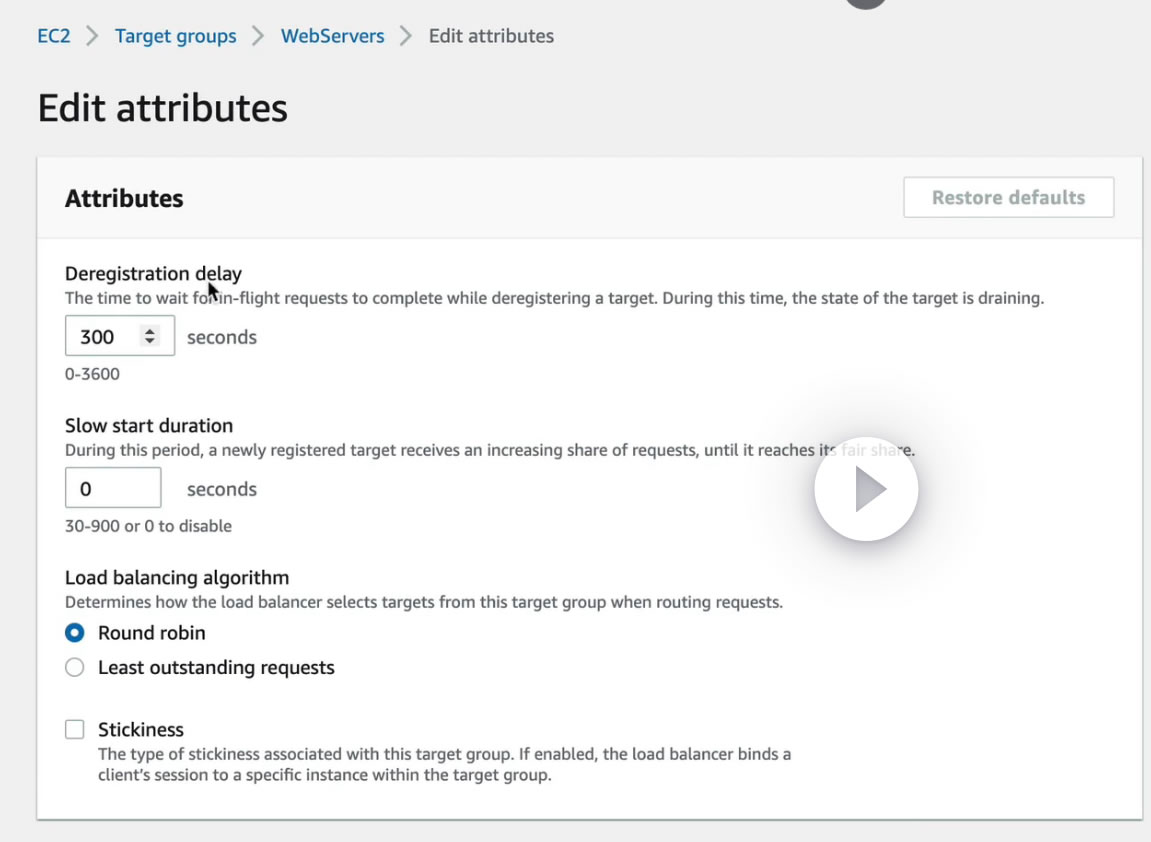 EC2 > Target groups > WebServers > Edit attributes
Edit attributes
Attributes
Restore defaults
Deregistration delay
The time to wait for in-flight requests to complete while deregistering a target. During this time, the state of the target is draining.
300 seconds
0-3600
Slow start duration
During this period, a newly registered target receives an increasing share of requests, until it reaches its fair share.
0 seconds
30-900 or 0 to disable
Load balancing algorithm
Determines how the load balancer selects targets from this target group when routing requests.
Round robin
Least outstanding requests
Stickiness
The type of stickiness associated with this target group. If enabled, the load balancer binds a
client's session to a specific instance within the target group.